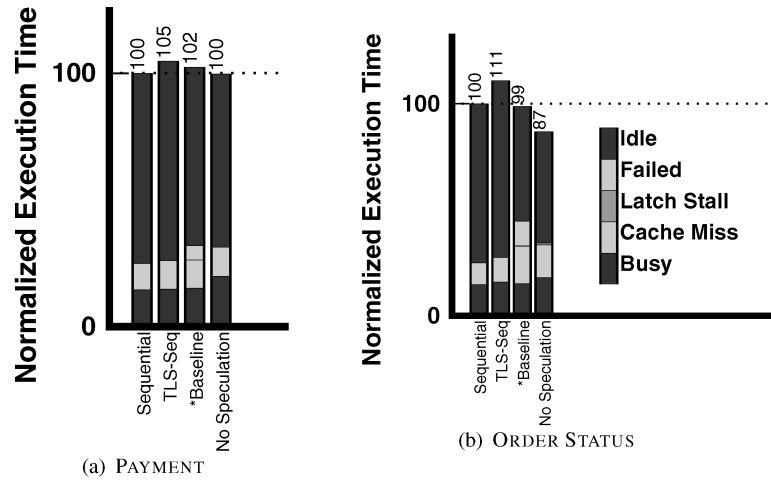 Normalized Execution Time
100
0
100
105
102
100
Sequential
TLS-Seq
*Baseline
No Speculation
(a) PAYMENT
Normalized Execution Time
100
0
100
111
99
87
Idle
Failed
Latch Stall
Cache Miss
Busy
Sequential
TLS-Seq
*Baseline
No Speculation
(b) ORDER STATUS